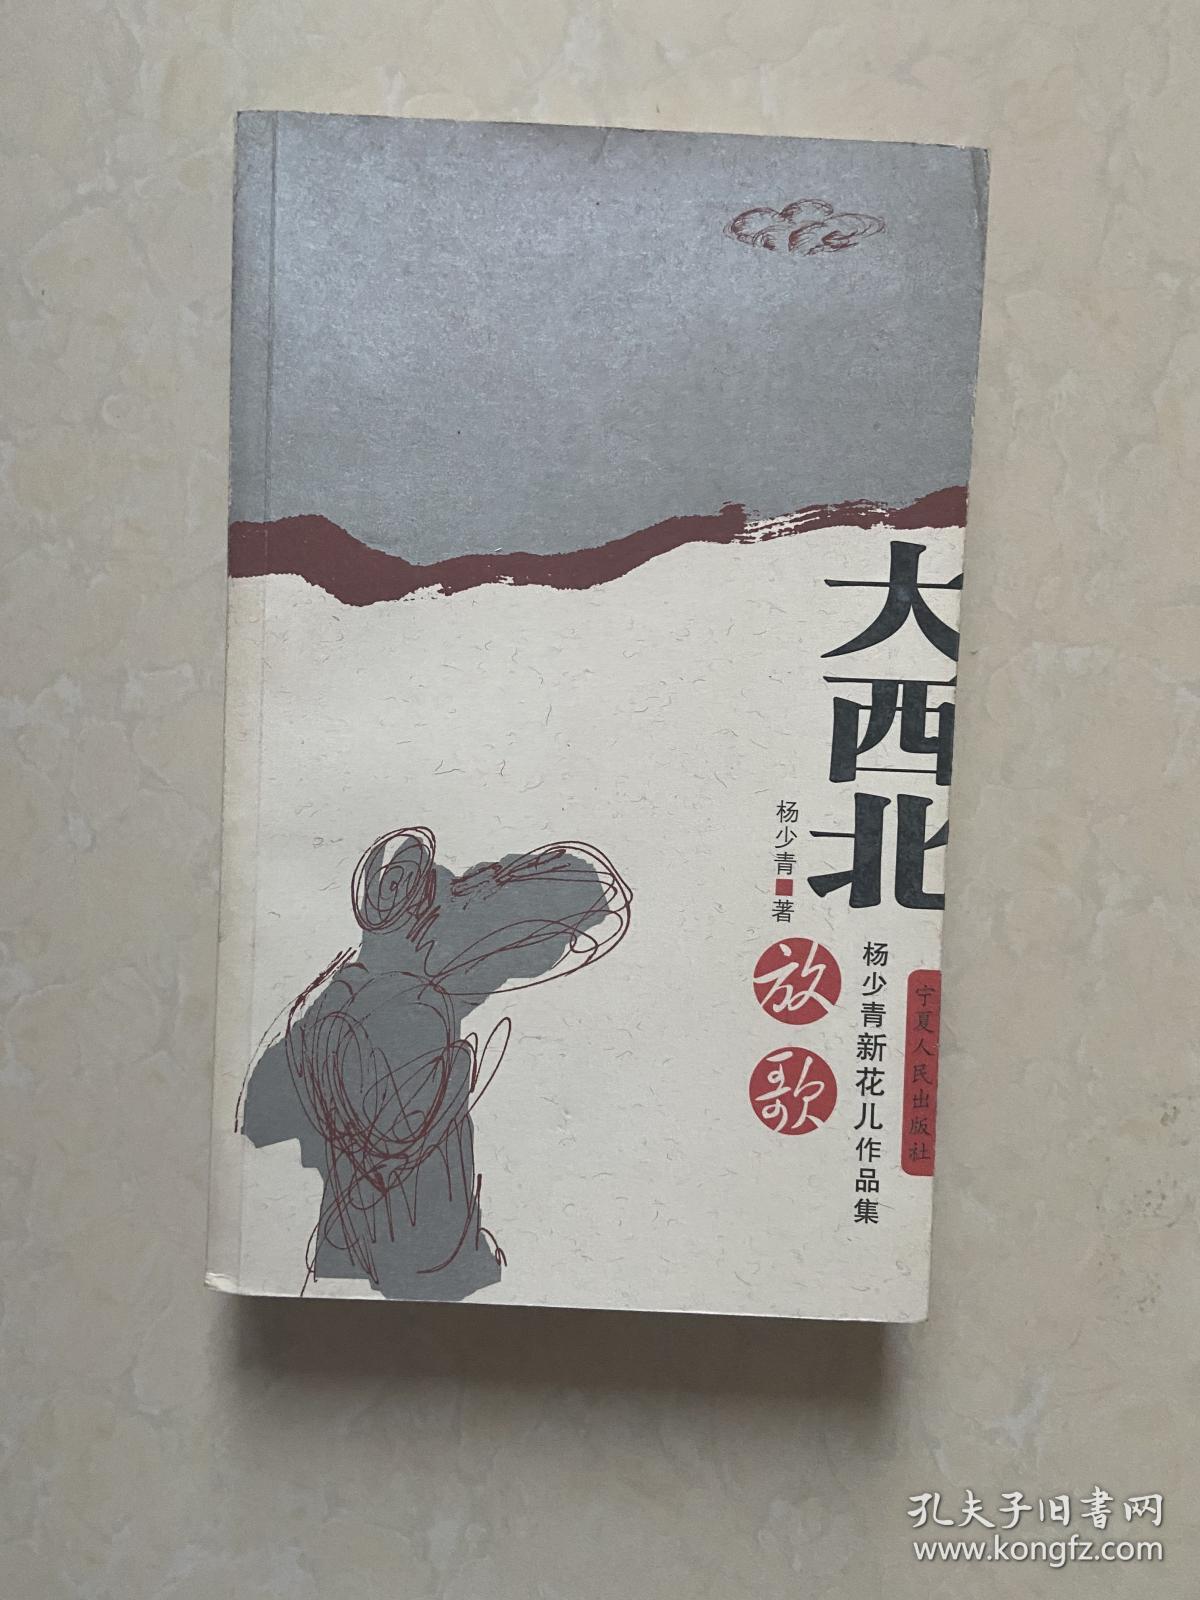 大西北
放歌
杨少青■著
杨少青新花儿作品集
宁夏人民出版社
孔夫子旧书网
www.kongfz.com